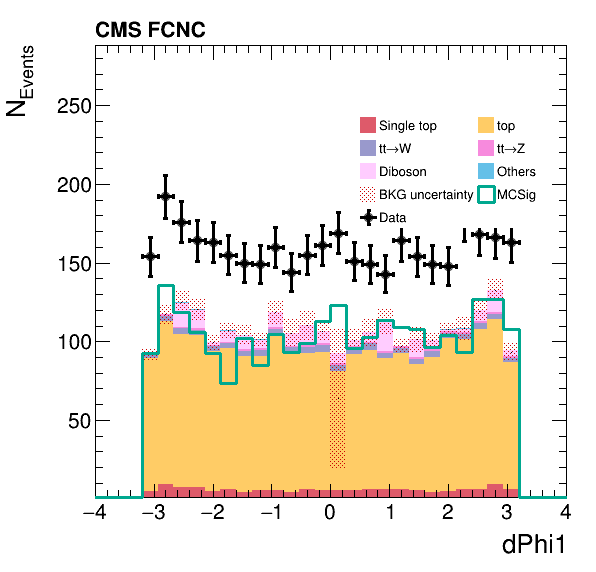 CMS FCNC
N_Events
250
200
150
100
50
Single top
top
tt→W
tt→Z
Diboson
Others
BKG uncertainty
MCSig
Data
−4 −3 −2 −1 0 1 2 3 4
dPhi1